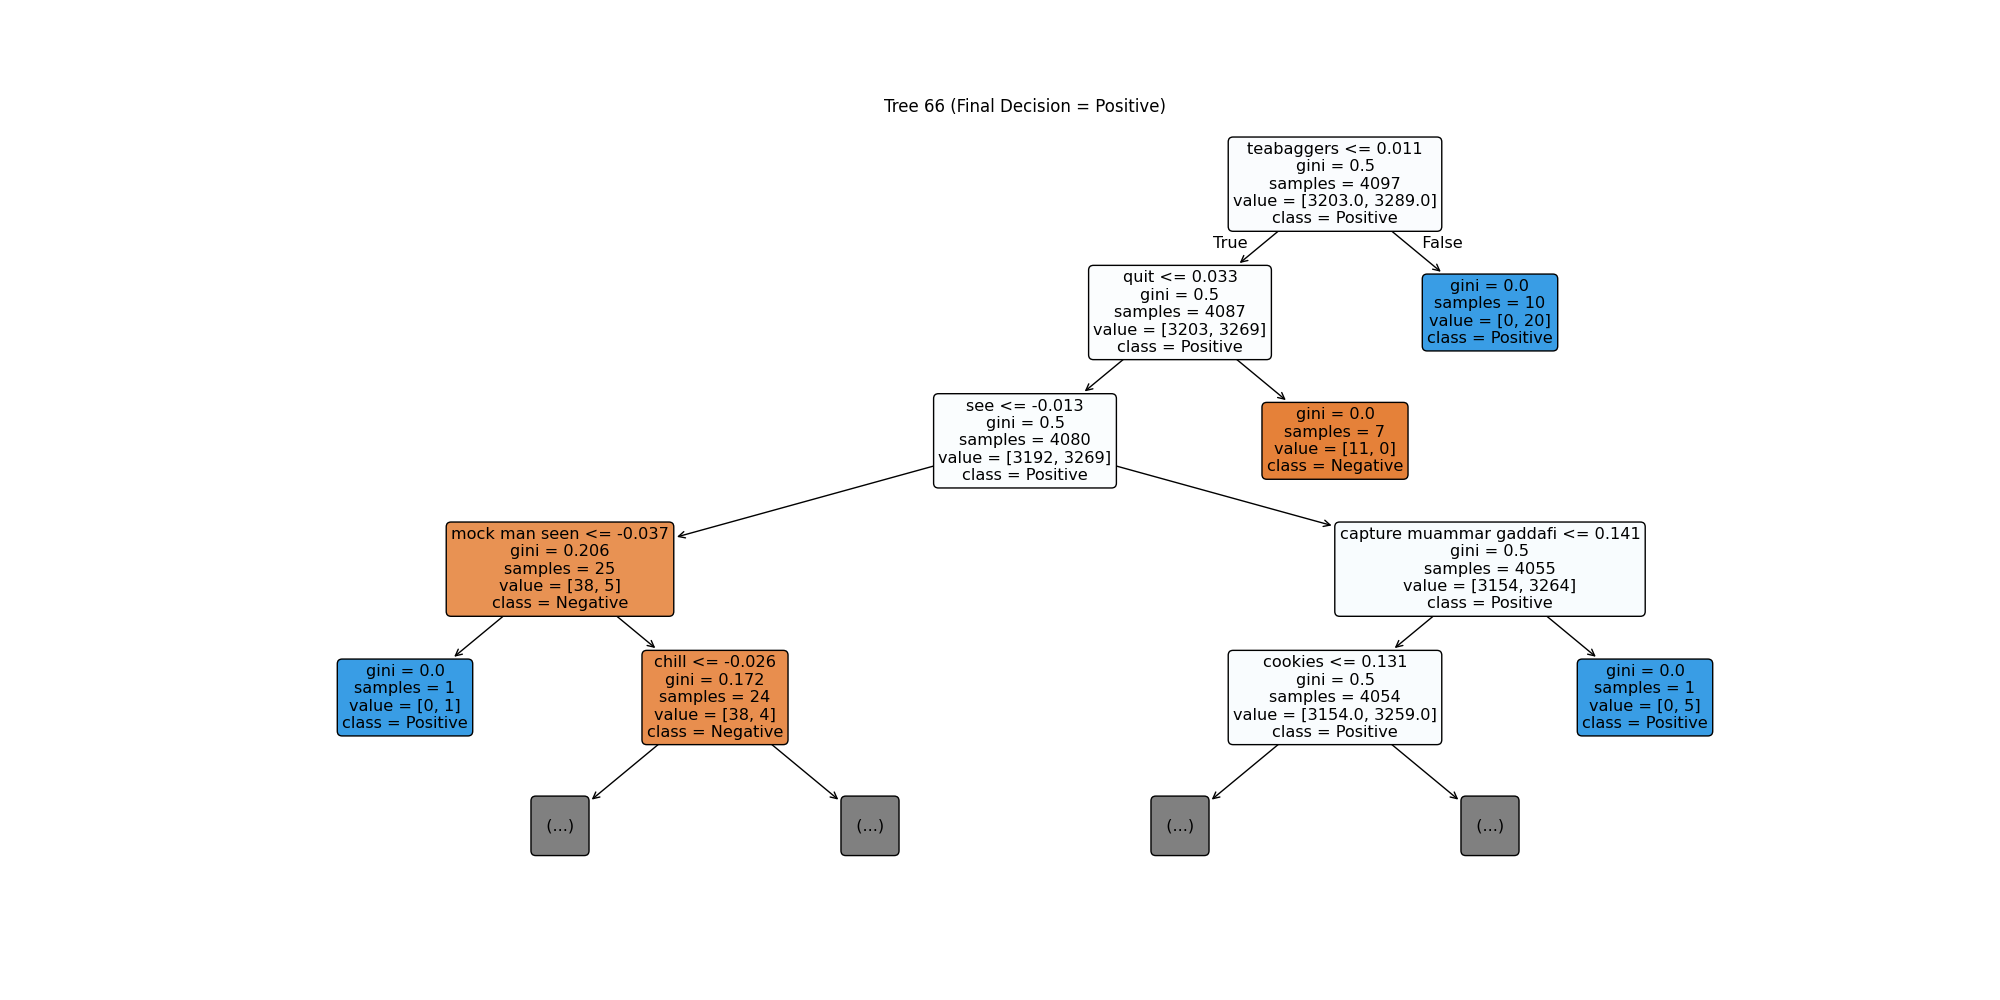 Tree 66 (Final Decision = Positive)
teabaggers <= 0.011
gini = 0.5
samples = 4097
value = [3203.0, 3289.0]
class = Positive
True
False
quit <= 0.033
gini = 0.5
samples = 4087
value = [3203, 3269]
class = Positive
gini = 0.0
samples = 10
value = [0, 20]
class = Positive
see <= -0.013
gini = 0.5
samples = 4080
value = [3192, 3269]
class = Positive
gini = 0.0
samples = 7
value = [11, 0]
class = Negative
mock man seen <= -0.037
gini = 0.206
samples = 25
value = [38, 5]
class = Negative
capture muammar gaddafi <= 0.141
gini = 0.5
samples = 4055
value = [3154, 3264]
class = Positive
gini = 0.0
samples = 1
value = [0, 1]
class = Positive
chill <= -0.026
gini = 0.172
samples = 24
value = [38, 4]
class = Negative
cookies <= 0.131
gini = 0.5
samples = 4054
value = [3154.0, 3259.0]
class = Positive
gini = 0.0
samples = 1
value = [0, 5]
class = Positive
(...)
(...)
(...)
(...)